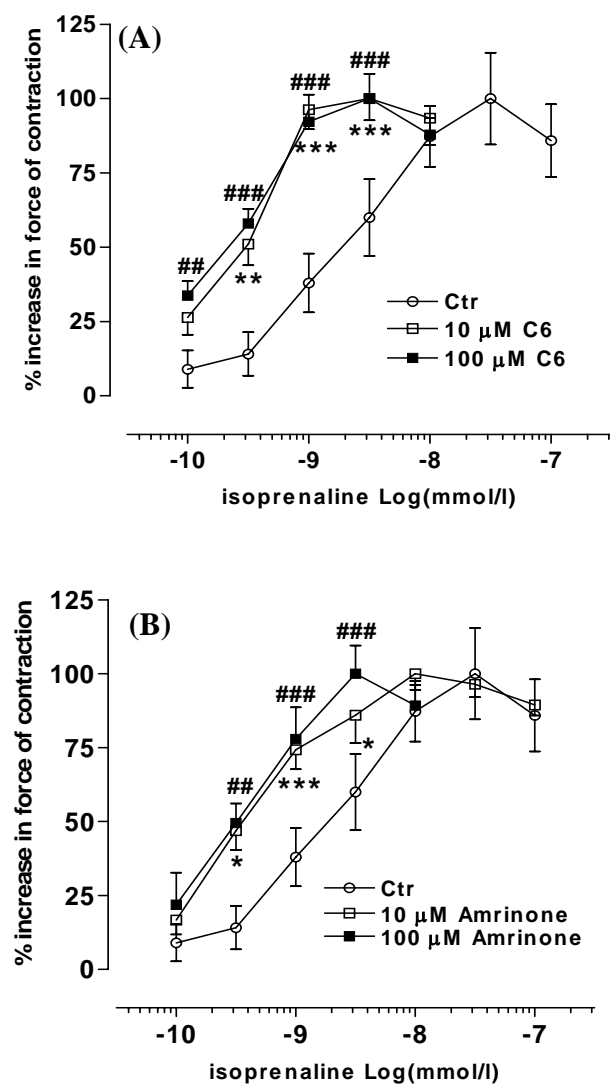 (A)
% increase in force of contraction
125
100
75
50
25
0
##
###
###
###
**
***
***
Ctr
10 μM C6
100 μM C6
-10 -9 -8 -7
isoprenaline Log(mmol/l)
(B)
% increase in force of contraction
125
100
75
50
25
0
##
###
###
*
***
*
Ctr
10 μM Amrinone
100 μM Amrinone
-10 -9 -8 -7
isoprenaline Log(mmol/l)